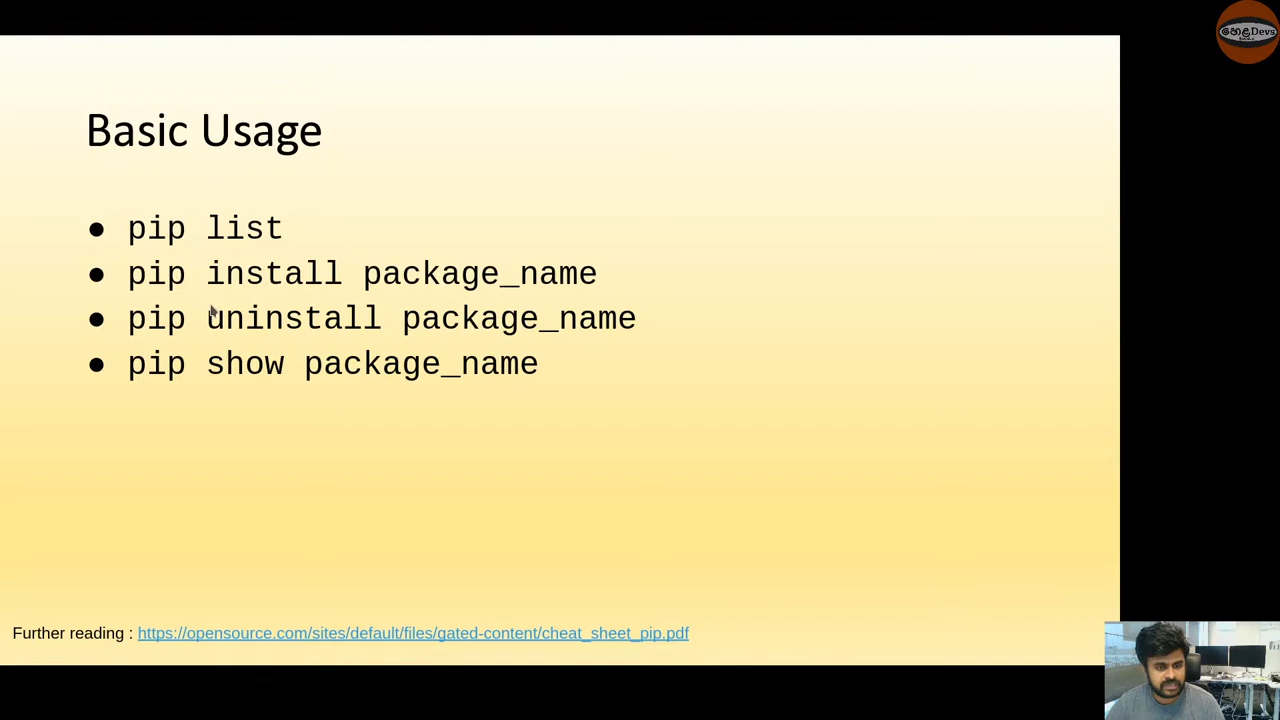 හෙළDevs
Basic Usage
● pip list
● pip install package_name
● pip uninstall package_name
● pip show package_name
Further reading : https://opensource.com/sites/default/files/gated-content/cheat_sheet_pip.pdf